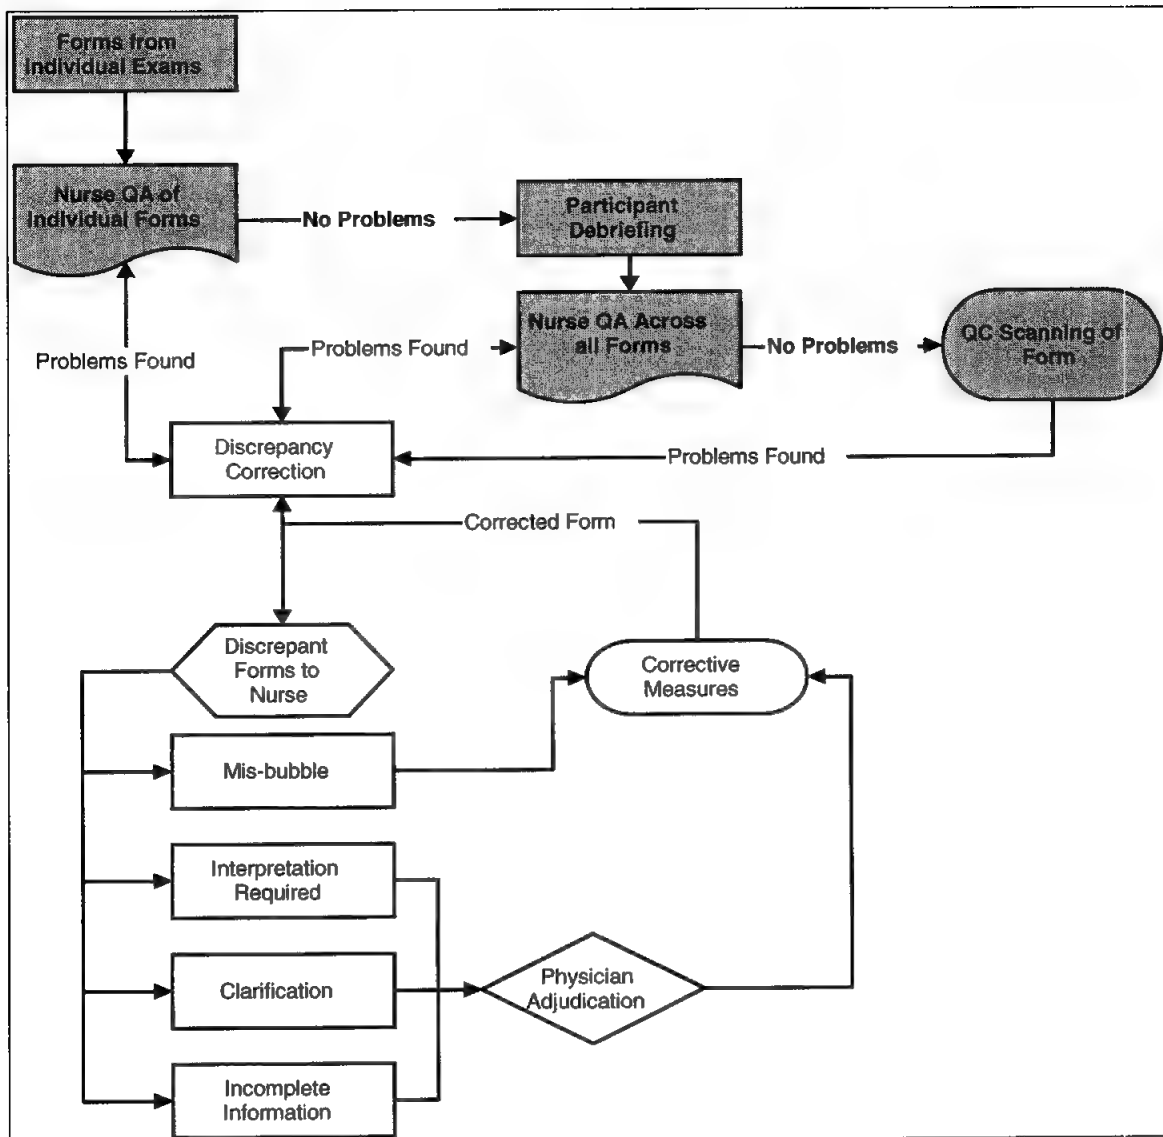 Forms from
Individual Exams
Nurse QA of
Individual Forms
No Problems
Participant
Debriefing
Nurse QA Across
all Forms
No Problems
QC Scanning of
Form
Problems Found
Problems Found
Discrepancy
Correction
Problems Found
Corrected Form
Discrepant
Forms to
Nurse
Corrective
Measures
Mis-bubble
Interpretation
Required
Clarification
Physician
Adjudication
Incomplete
Information